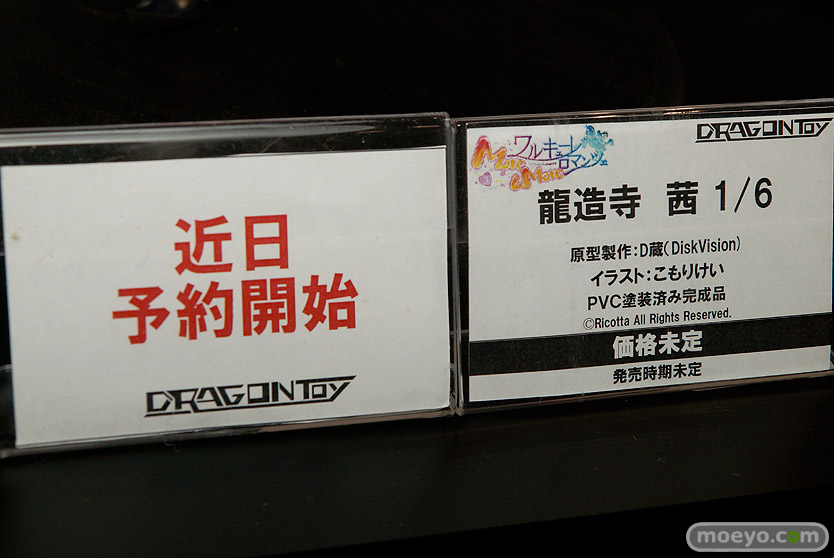 近日
予約開始
DRAGONTOY
DRAGONTOY
ワルキューレ
ロマンツェ
More
&More
龍造寺 茜 1/6
原型製作:D蔵(DiskVision)
イラスト:こもりけい
PVC塗装済み完成品
©Ricotta All Rights Reserved.
価格未定
発売時期未定
moeyo.com